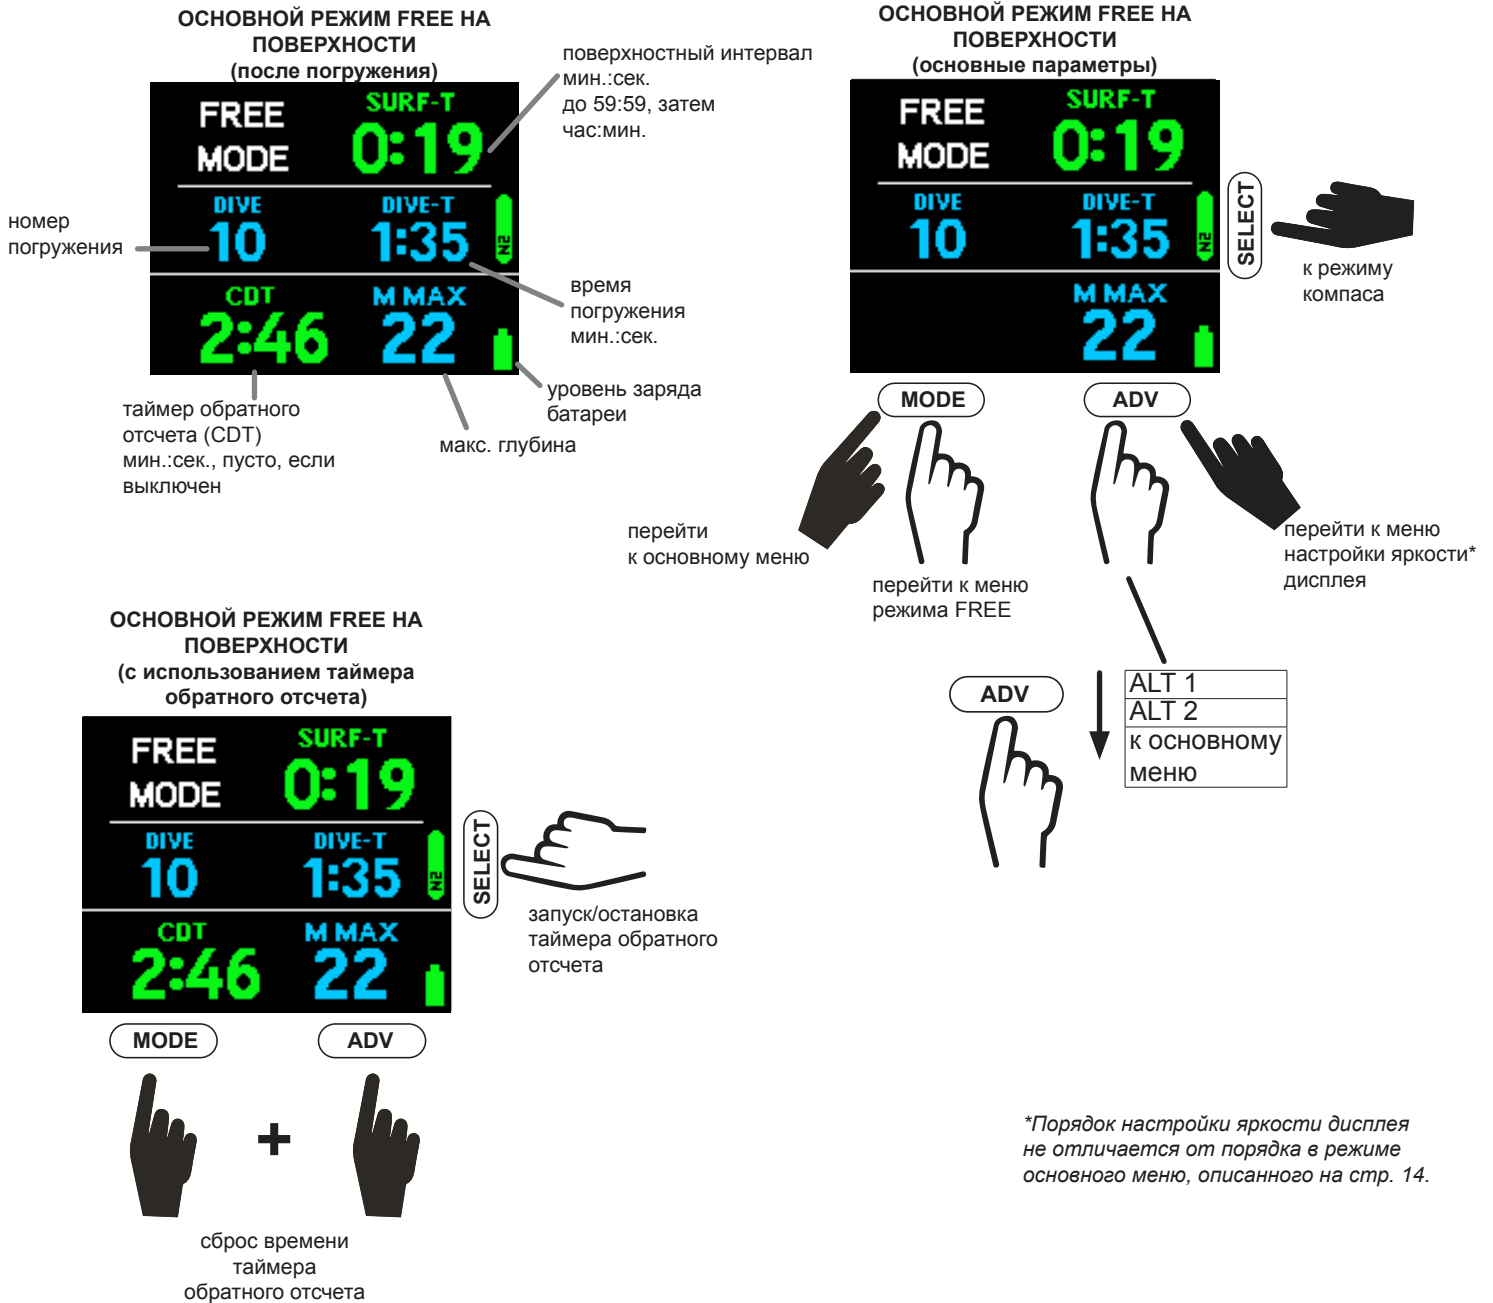 ОСНОВНОЙ РЕЖИМ FREE НА
ПОВЕРХНОСТИ
(после погружения)
FREE
MODE
SURF-T
0:19
DIVE
10
DIVE-T
1:35
N2
CDT
2:46
M MAX
22
поверхностный интервал
мин.:сек.
до 59:59, затем
час:мин.
номер
погружения
время
погружения
мин.:сек.
уровень заряда
батареи
макс. глубина
таймер обратного
отсчета (CDT)
мин.:сек., пусто, если
выключен
ОСНОВНОЙ РЕЖИМ FREE НА
ПОВЕРХНОСТИ
(основные параметры)
FREE
MODE
SURF-T
0:19
DIVE
10
DIVE-T
1:35
N2
M MAX
22
SELECT
к режиму
компаса
MODE
ADV
перейти
к основному меню
перейти к меню
режима FREE
перейти к меню
настройки яркости*
дисплея
ADV
ALT 1
ALT 2
к основному
меню
ОСНОВНОЙ РЕЖИМ FREE НА
ПОВЕРХНОСТИ
(с использованием таймера
обратного отсчета)
FREE
MODE
SURF-T
0:19
DIVE
10
DIVE-T
1:35
N2
CDT
2:46
M MAX
22
SELECT
запуск/остановка
таймера обратного
отсчета
MODE
ADV
+
сброс времени
таймера
обратного отсчета
*Порядок настройки яркости дисплея
не отличается от порядка в режиме
основного меню, описанного на стр. 14.